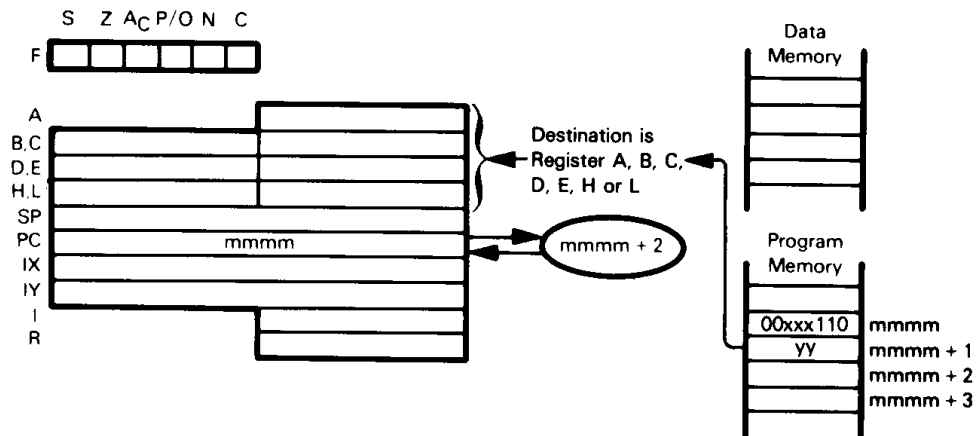 S Z AC P/O N C
F
A
B,C
D,E
H,L
SP
PC mmmm
IX
IY
I
R
Destination is
Register A, B, C,
D, E, H or L
mmmm + 2
Data
Memory
Program
Memory
00xxx110 mmmm
yy mmmm + 1
mmmm + 2
mmmm + 3